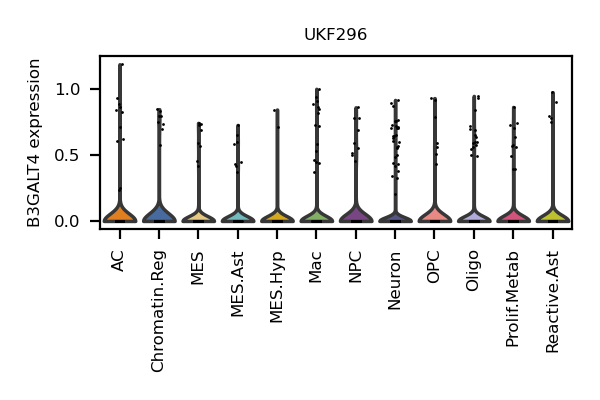 UKF296
B3GALT4 expression
1.0
0.5
0.0
AC
Chromatin.Reg
MES
MES.Ast
MES.Hyp
Mac
NPC
Neuron
OPC
Oligo
Prolif.Metab
Reactive.Ast